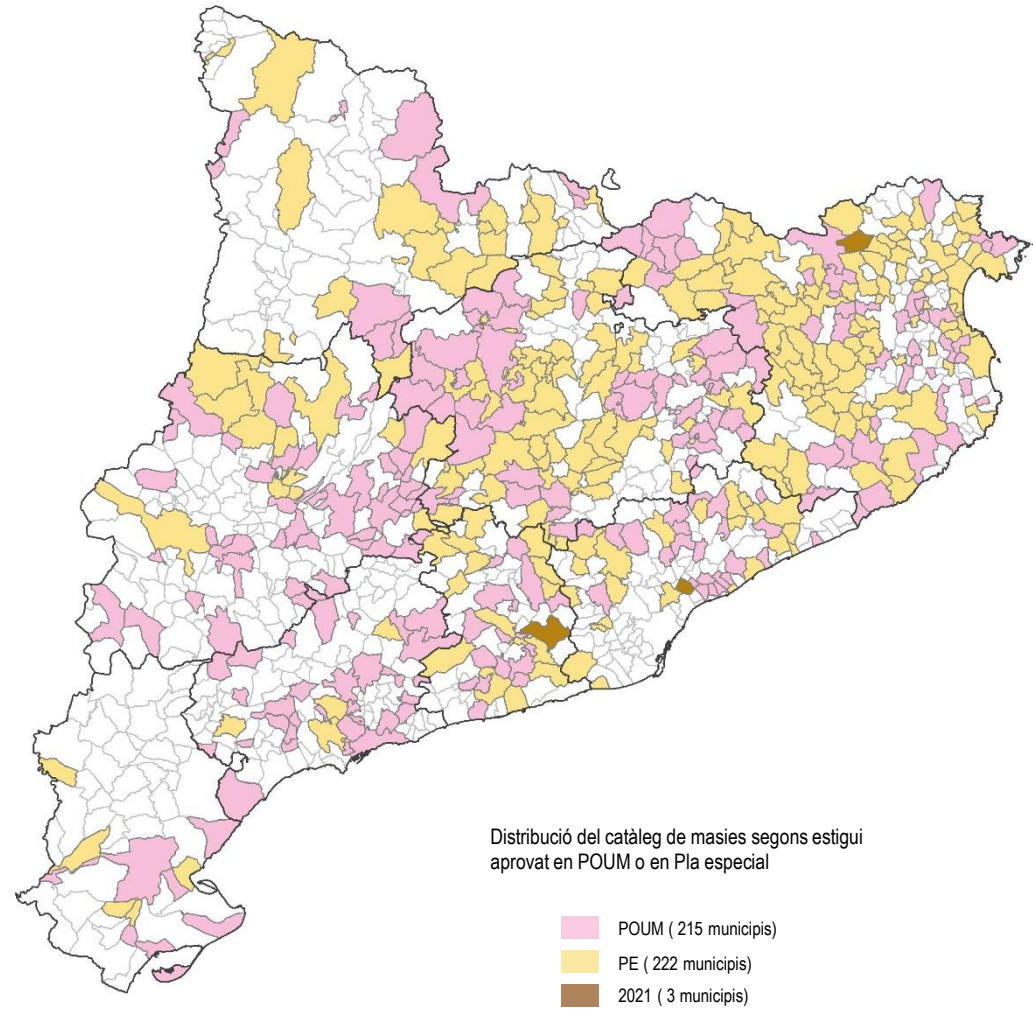 Distribució del catàleg de masies segons estigui
aprovat en POUM o en Pla especial
POUM ( 215 municipis)
PE ( 222 municipis)
2021 ( 3 municipis)